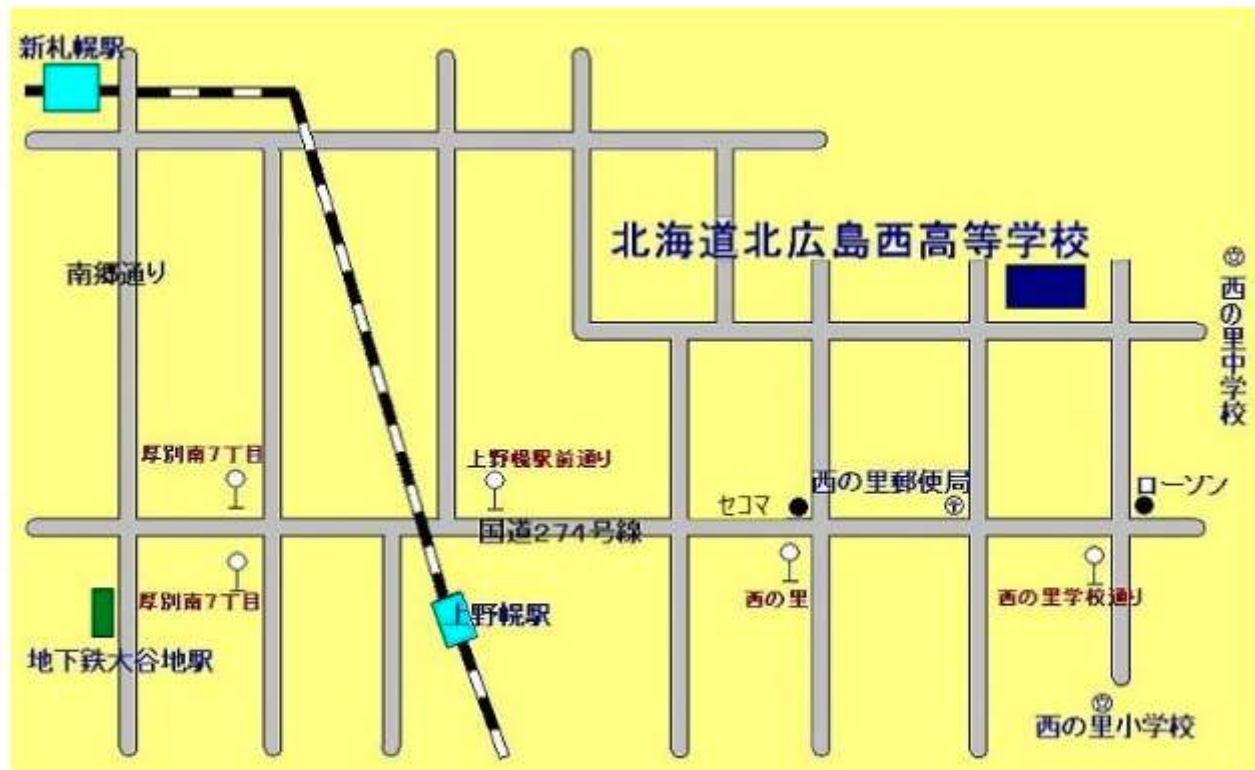 新札幌駅
北海道北広島西高等学校
南郷通り
西の里中学校
厚別南7丁目
上野幌駅前通り
セコマ
西の里郵便局
ローソン
国道274号線
厚別南7丁目
上野幌駅
西の里
西の里学校通り
地下鉄大谷地駅
西の里小学校